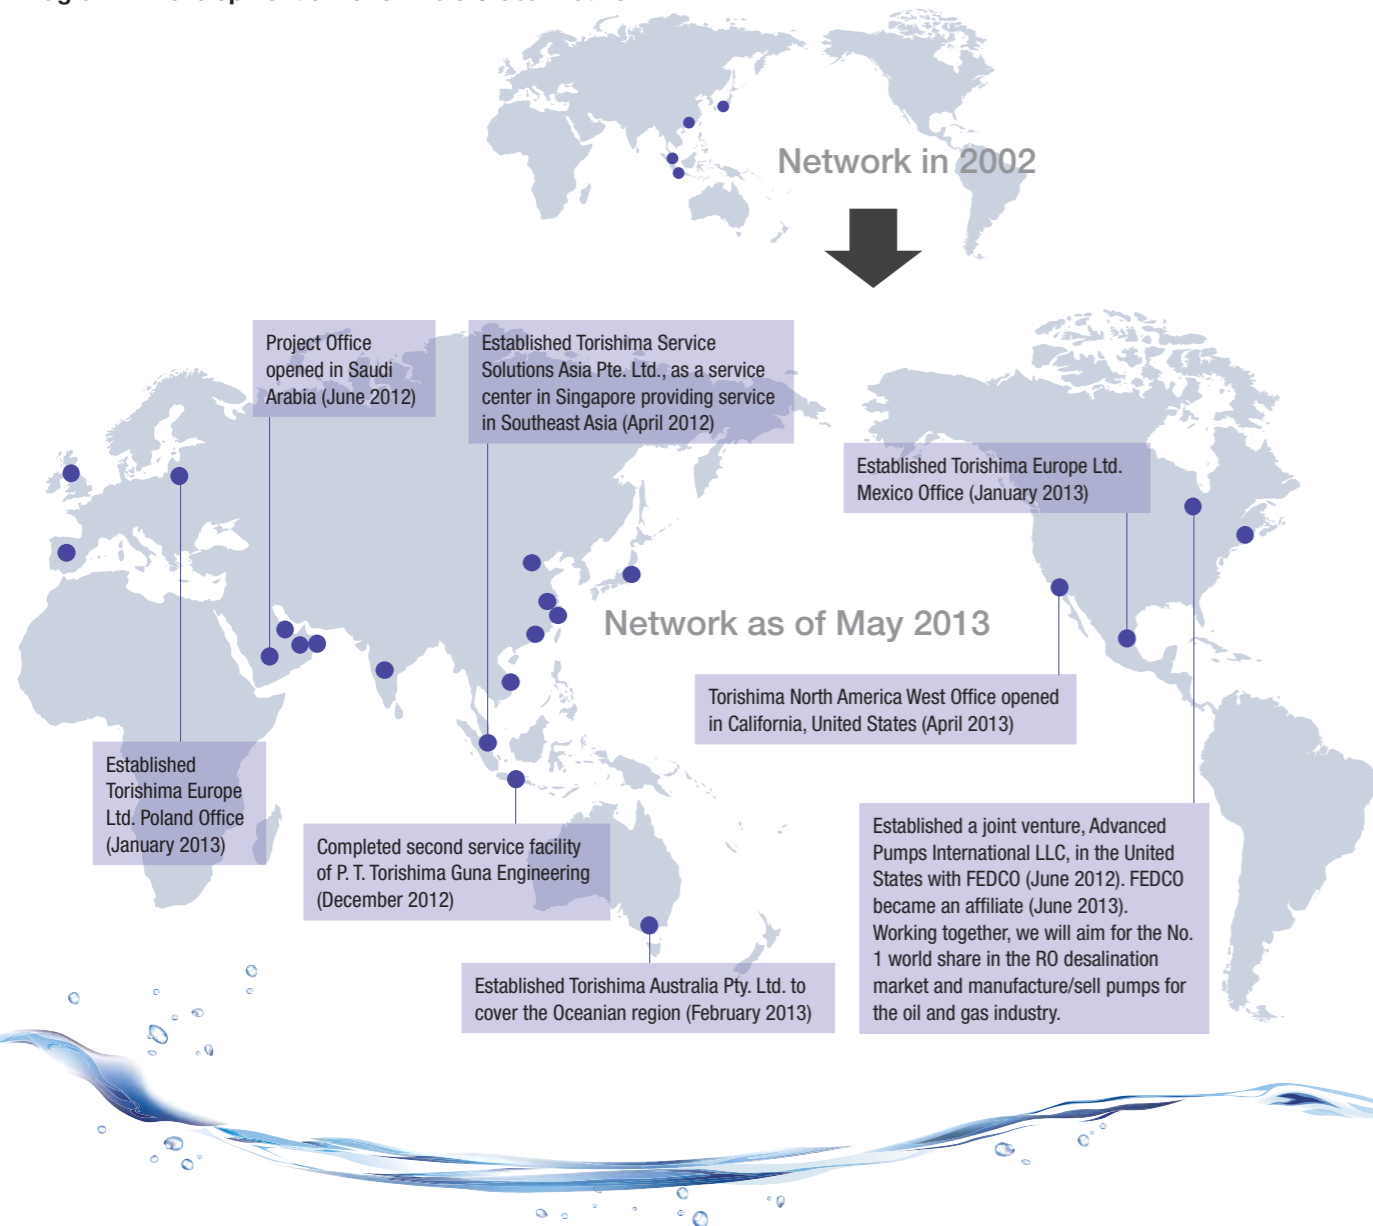 Network in 2002
Project Office
opened in Saudi
Arabia (June 2012)
Established Torishima Service
Solutions Asia Pte. Ltd., as a service
center in Singapore providing service
in Southeast Asia (April 2012)
Established Torishima Europe Ltd.
Mexico Office (January 2013)
Network as of May 2013
Torishima North America West Office opened
in California, United States (April 2013)
Established
Torishima Europe
Ltd. Poland Office
(January 2013)
Completed second service facility
of P. T. Torishima Guna Engineering
(December 2012)
Established a joint venture, Advanced
Pumps International LLC, in the United
States with FEDCO (June 2012). FEDCO
became an affiliate (June 2013).
Working together, we will aim for the No.
1 world share in the RO desalination
market and manufacture/sell pumps for
the oil and gas industry.
Established Torishima Australia Pty. Ltd. to
cover the Oceanian region (February 2013)